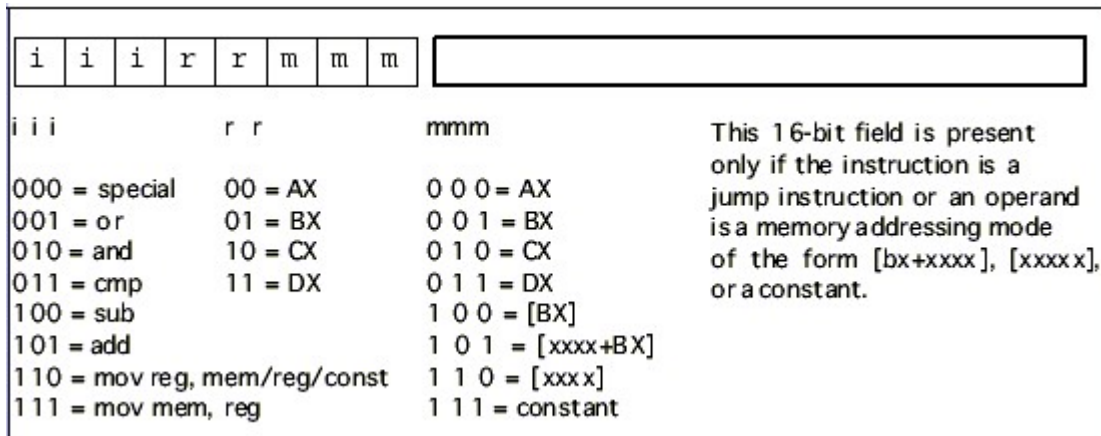 i i i r r m m m
i i i r r mmm
This 16-bit field is present
only if the instruction is a
jump instruction or an operand
is a memory addressing mode
of the form [bx+xxxx], [xxxxx],
or a constant.
000 = special 00 = AX 0 0 0= AX
001 = or 01 = BX 0 0 1 = BX
010 = and 10 = CX 0 1 0 = CX
011 = cmp 11 = DX 0 1 1 = DX
100 = sub 1 0 0 = [BX]
101 = add 1 0 1 = [xxxx+BX]
110 = mov reg, mem/reg/const 1 1 0 = [xxxx]
111 = mov mem, reg 1 1 1 = constant